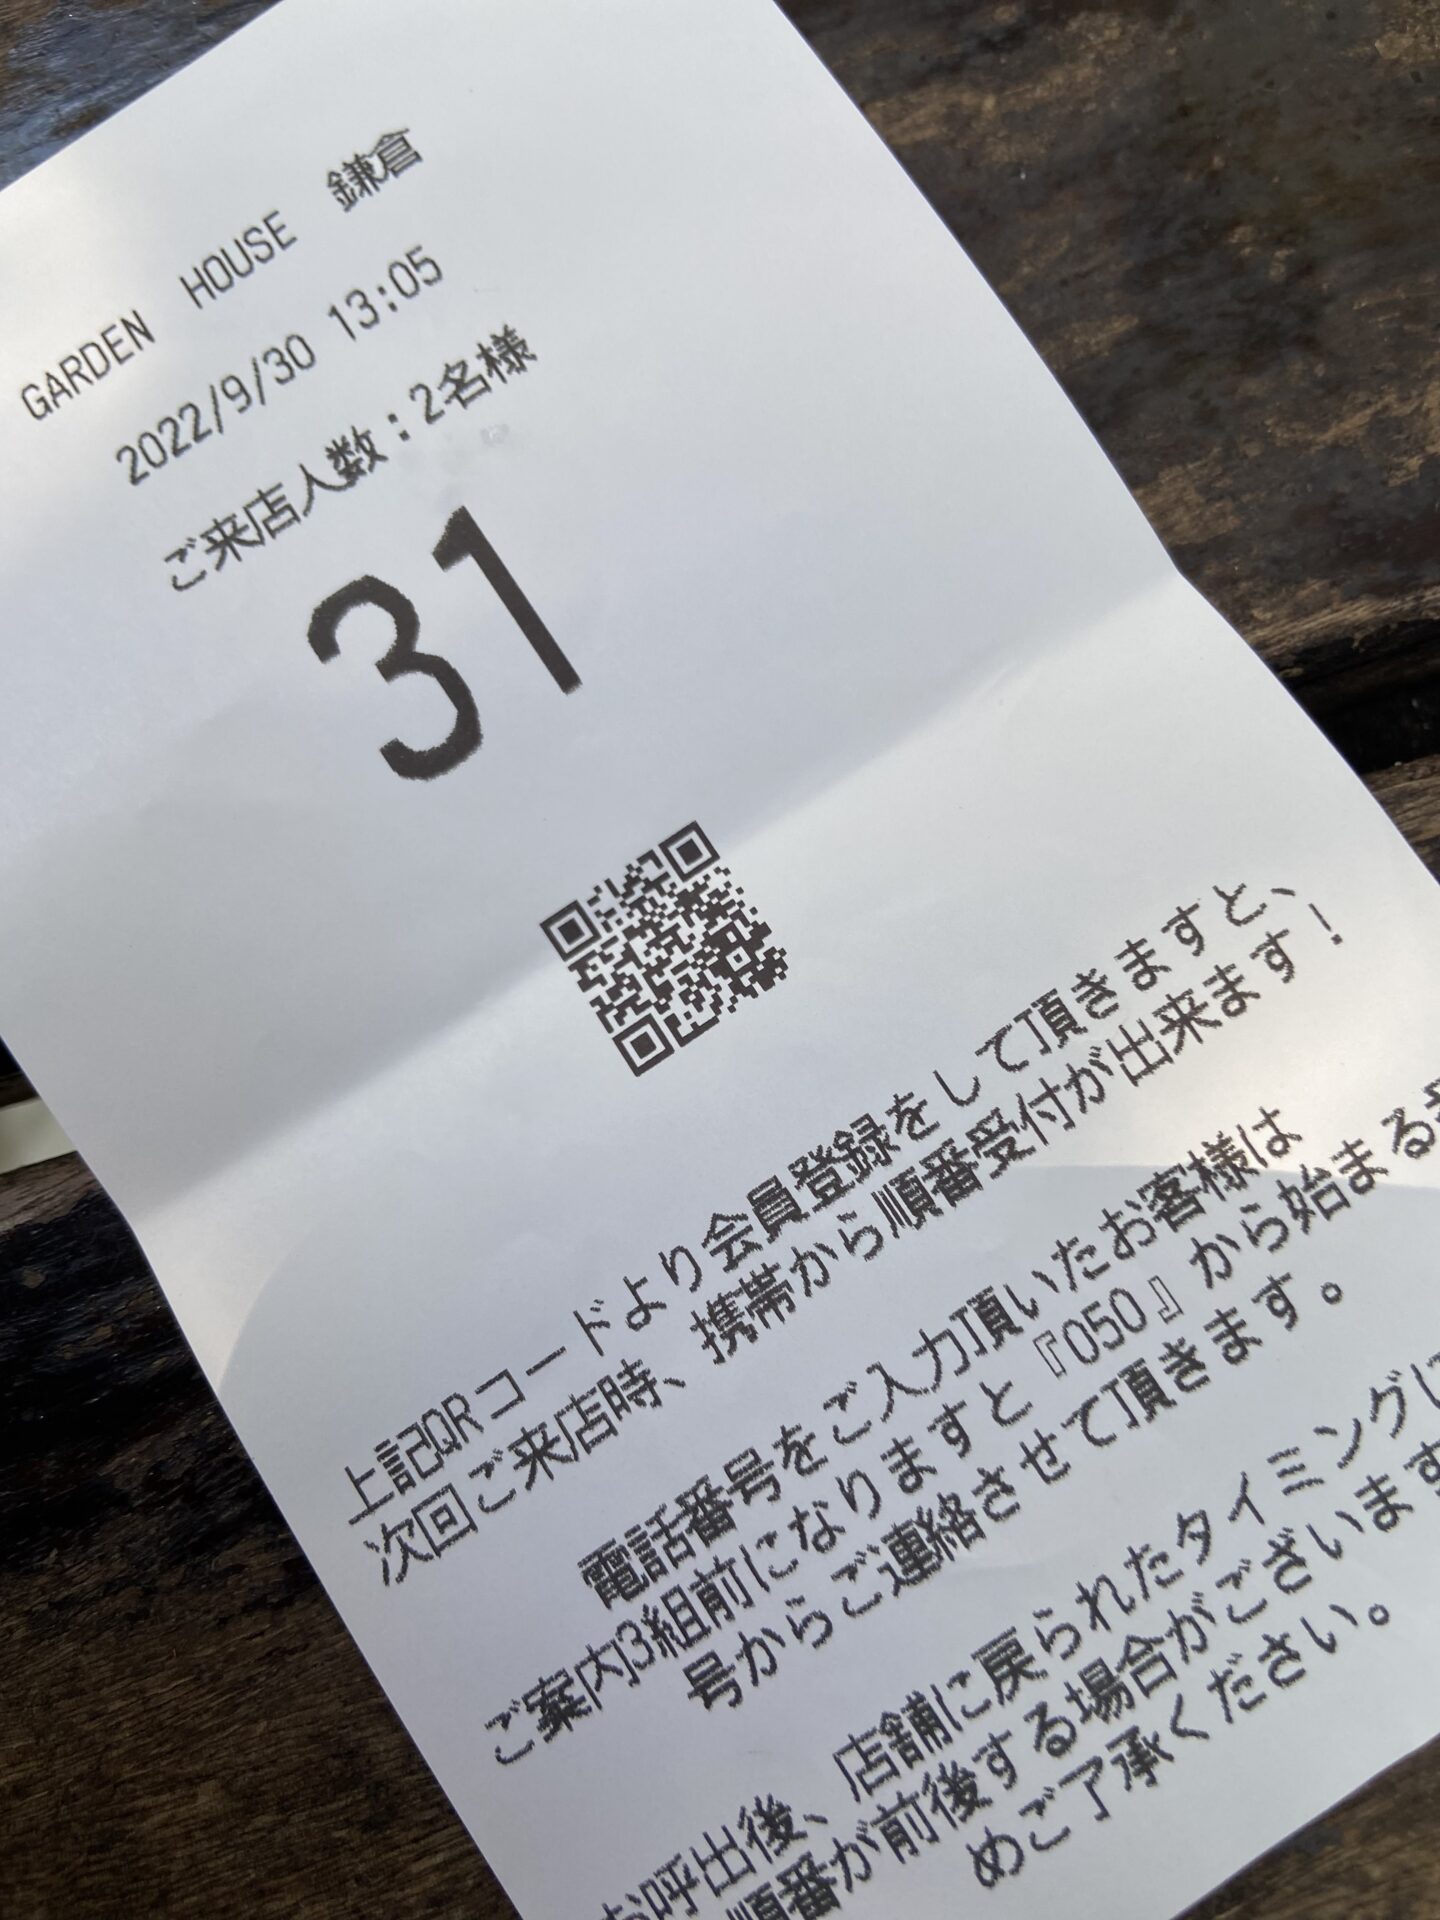 GARDEN HOUSE 鎌倉
2022/9/30 13:05
ご来店人数：2名様
31
上記QRコードより会員登録をして頂きますと、
次回ご来店時、携帯から順番受付が出来ます！
電話番号をご入力頂いたお客様は
ご案内3組前になりますと『050』から始まる
号からご連絡させて頂きます。
お呼出後、店舗に戻られたタイミングに
順番が前後する場合がございます
めご了承ください。